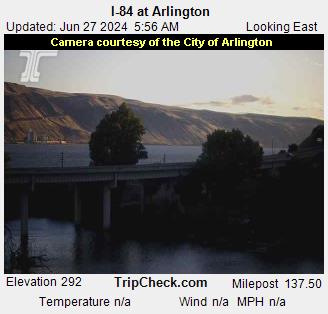 I-84 at Arlington
Updated: Jun 27 2024 5:56 AM Looking East
Camera courtesy of the City of Arlington
Elevation 292 TripCheck.com Milepost 137.50
Temperature n/a Wind n/a MPH n/a